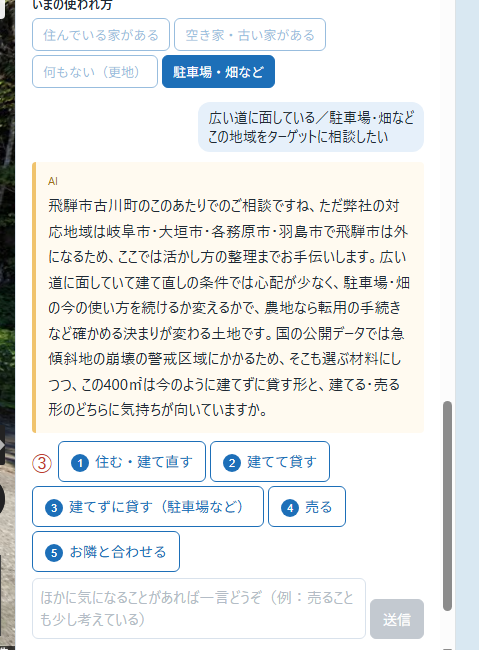 いまの使われ方
住んでいる家がある
空き家・古い家がある
何もない（更地）
駐車場・畑など
広い道に面している／駐車場・畑など
この地域をターゲットに相談したい
AI
飛騨市古川町のこのあたりでのご相談ですね、ただ弊社の対
応地域は岐阜市・大垣市・各務原市・羽島市で飛騨市は外
になるため、ここでは活かし方の整理までお手伝いします。広い
道に面していて建て直しの条件では心配が少なく、駐車場・畑
の今の使い方を続けるか変えるかで、農地なら転用の手続き
など確かめる決まりが変わる土地です。国の公開データでは急
傾斜地の崩壊の警戒区域にかかるため、そこも選ぶ材料にし
つつ、この400㎡は今のように建てずに貸す形と、建てる・売る
形のどちらに気持ちが向いていますか。
③
1 住む・建て直す
2 建てて貸す
3 建てずに貸す（駐車場など）
4 売る
5 お隣と合わせる
ほかに気になることがあれば一言どうぞ（例：売ること
も少し考えている）
送信